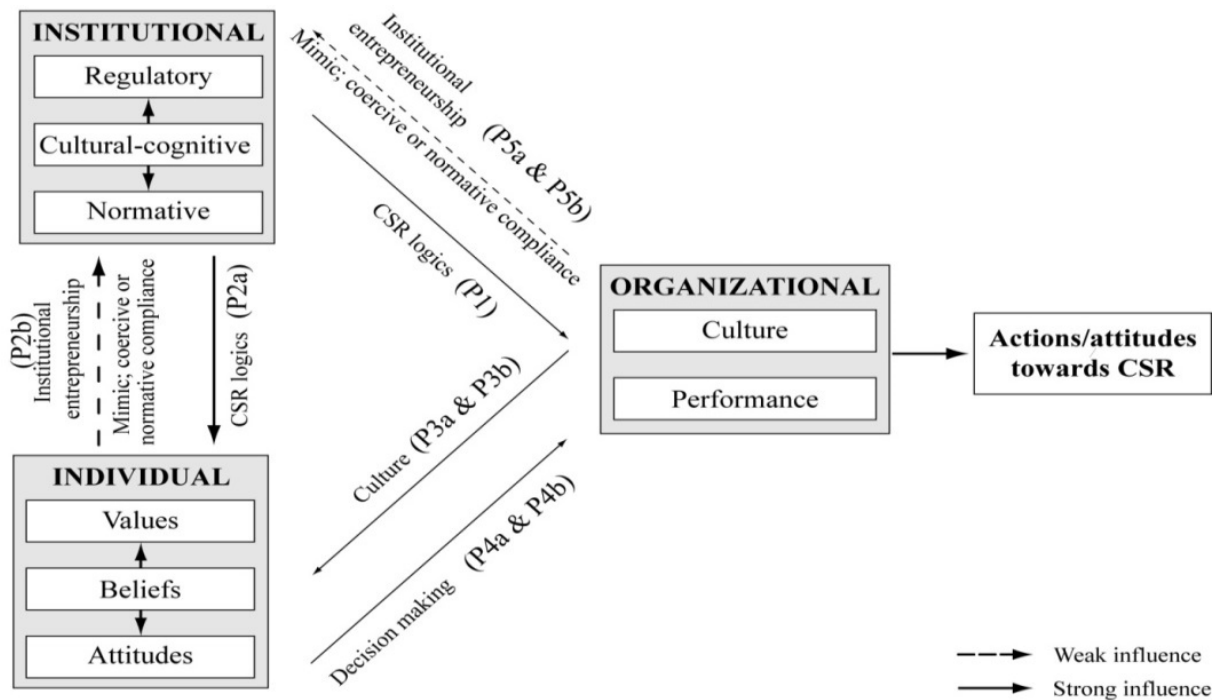 INSTITUTIONAL
Regulatory
Cultural-cognitive
Normative
Institutional
entrepreneurship
Mimic; coercive or normative compliance
(P5a & P5b)
CSR logics (P1)
(P2b)
Institutional
entrepreneurship
Mimic; coercive or
normative compliance
CSR logics (P2a)
ORGANIZATIONAL
Culture
Performance
Actions/attitudes
towards CSR
Culture (P3a & P3b)
INDIVIDUAL
Values
Beliefs
Attitudes
Decision making (P4a & P4b)
Weak influence
Strong influence